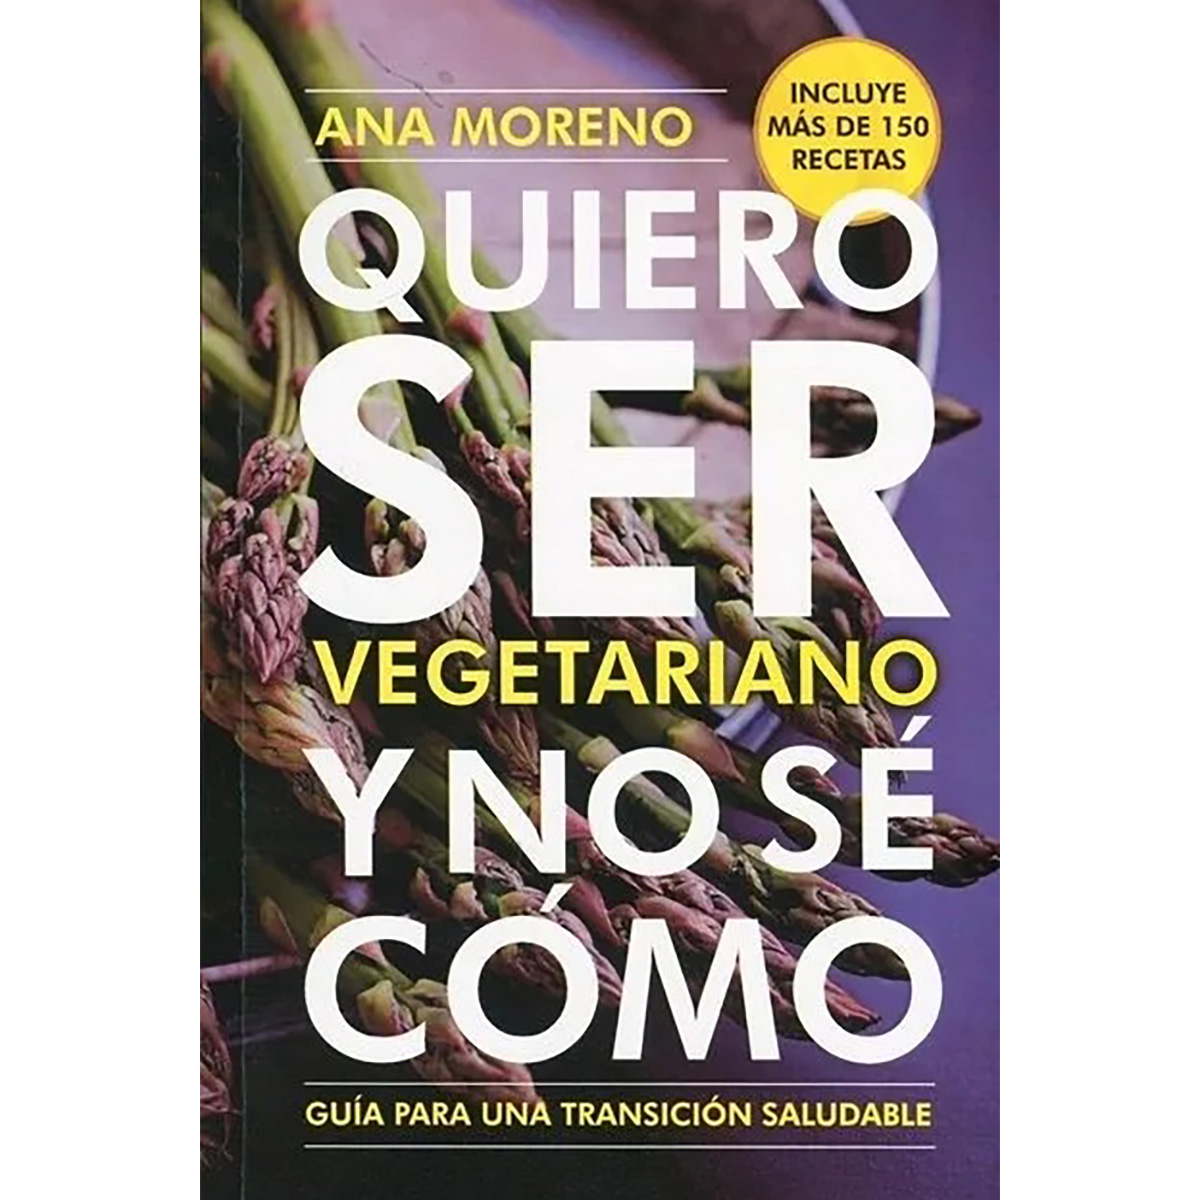 ANA MORENO
INCLUYE
MÁS DE 150
RECETAS
QUIERO
SER
VEGETARIANO
Y NO SÉ
CÓMO
GUÍA PARA UNA TRANSICIÓN SALUDABLE